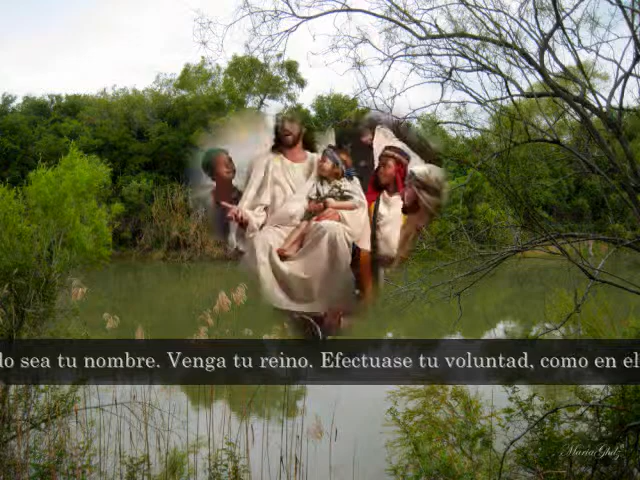 do sea tu nombre. Venga tu reino. Efectuase tu voluntad, como en el